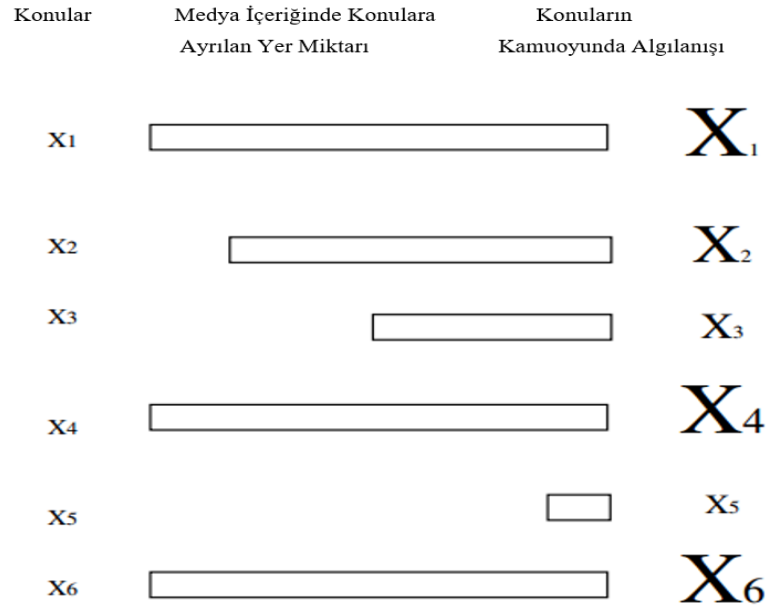 Konular Medya İçeriğinde Konulara Konuların
Ayrılan Yer Miktarı Kamuoyunda Algılanışı
X1 X1
X2 X2
X3 X3
X4 X4
X5 X5
X6 X6